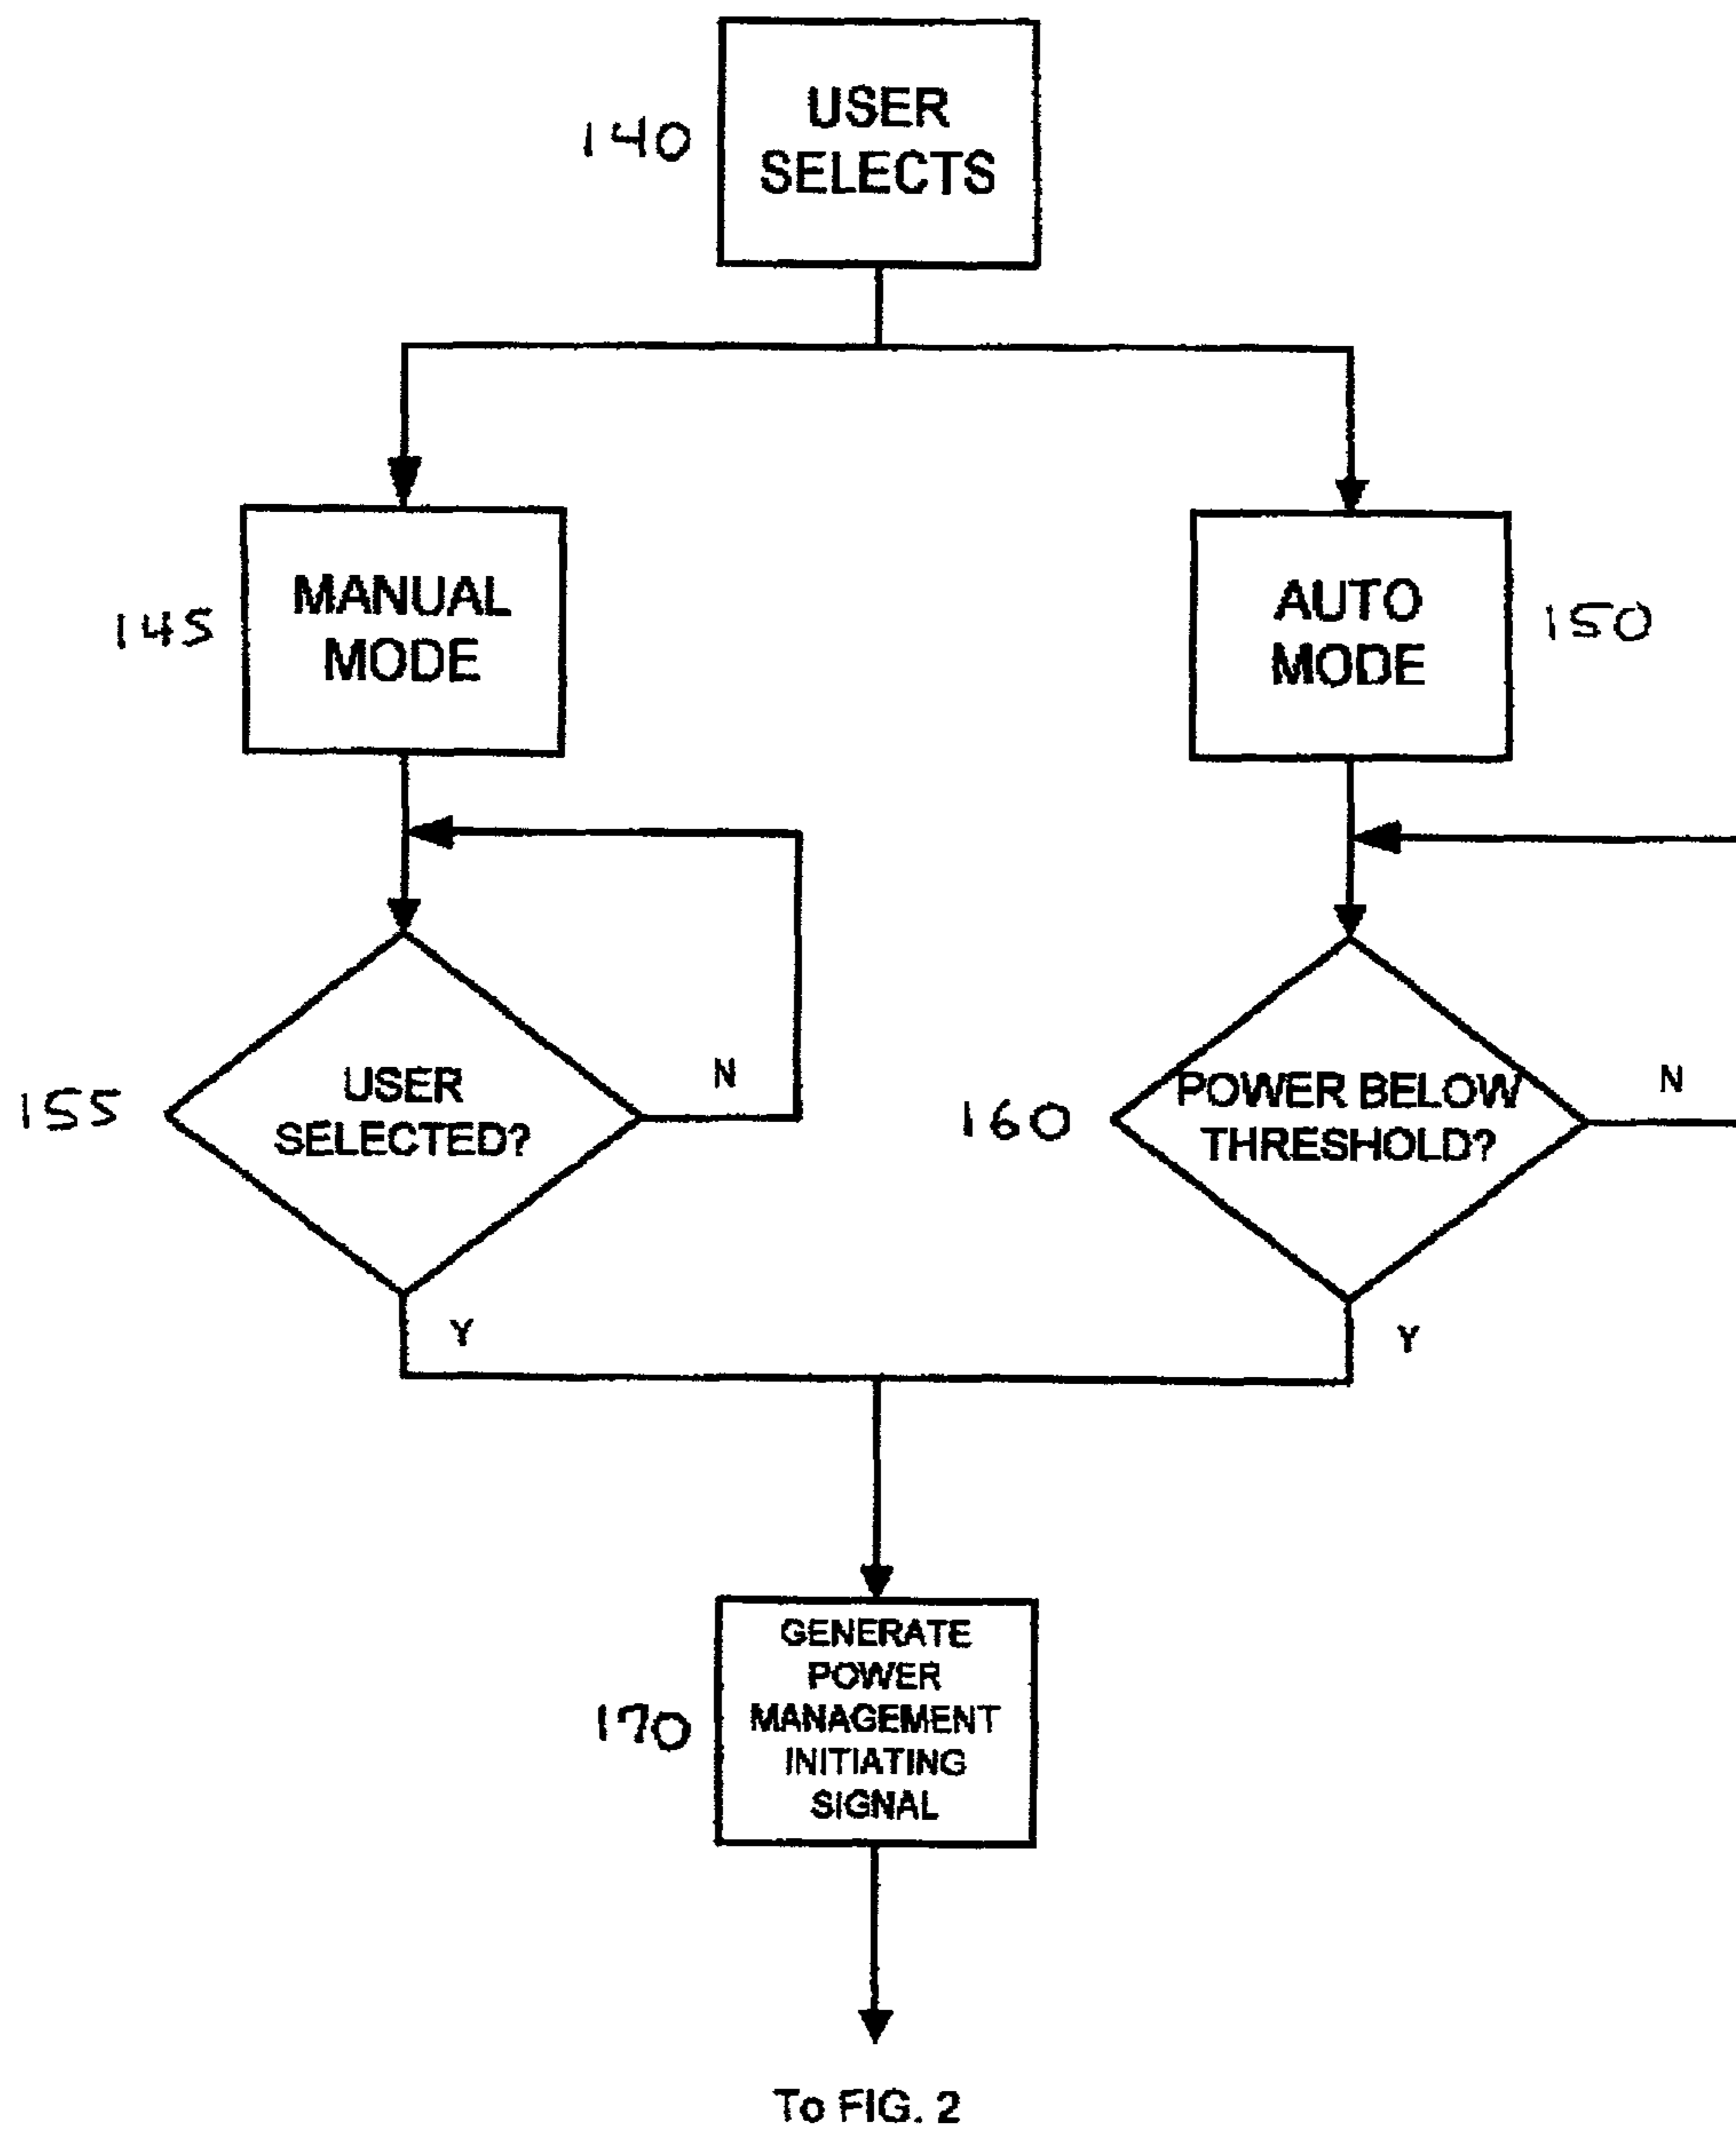 140
USER
SELECTS
145
MANUAL
MODE
AUTO
MODE
150
155
USER
SELECTED?
N
160
POWER BELOW
THRESHOLD?
N
Y
Y
170
GENERATE
POWER
MANAGEMENT
INITIATING
SIGNAL
To FIG. 2